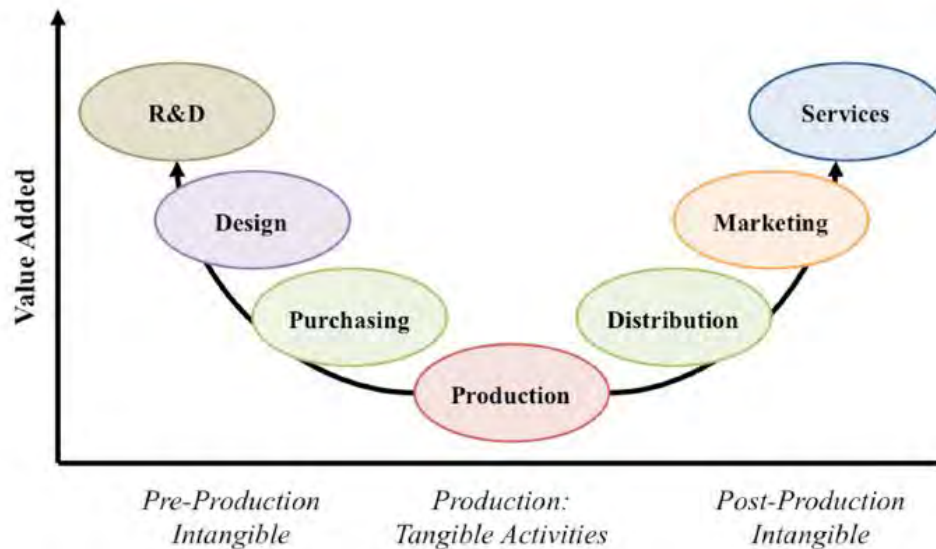 R&D
Services
Design
Marketing
Value Added
Purchasing
Distribution
Production
Pre-Production
Intangible
Production:
Tangible Activities
Post-Production
Intangible